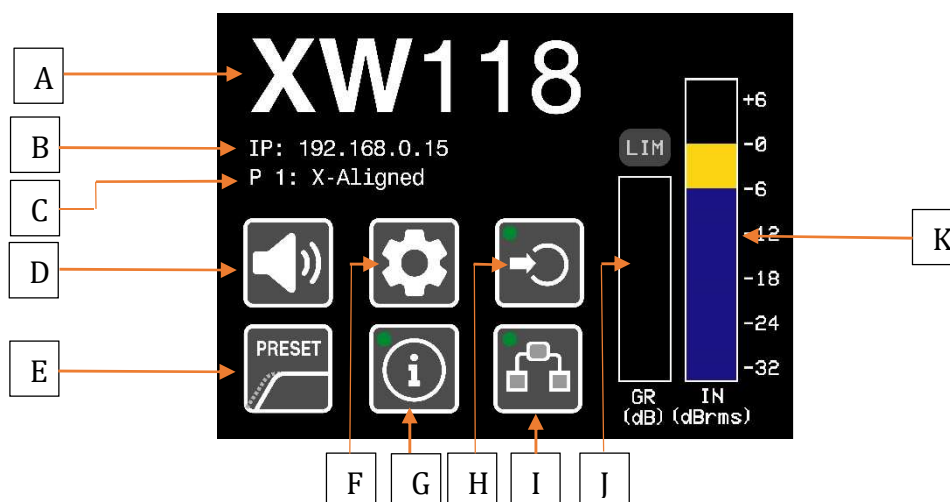 A
XW118
B
IP: 192.168.0.15
C
P 1: X-Aligned
D
E
PRESET
i
LIM
+6
-0
-6
-12
-18
-24
-32
GR
(dB)
IN
(dBrms)
K
F
G
H
I
J